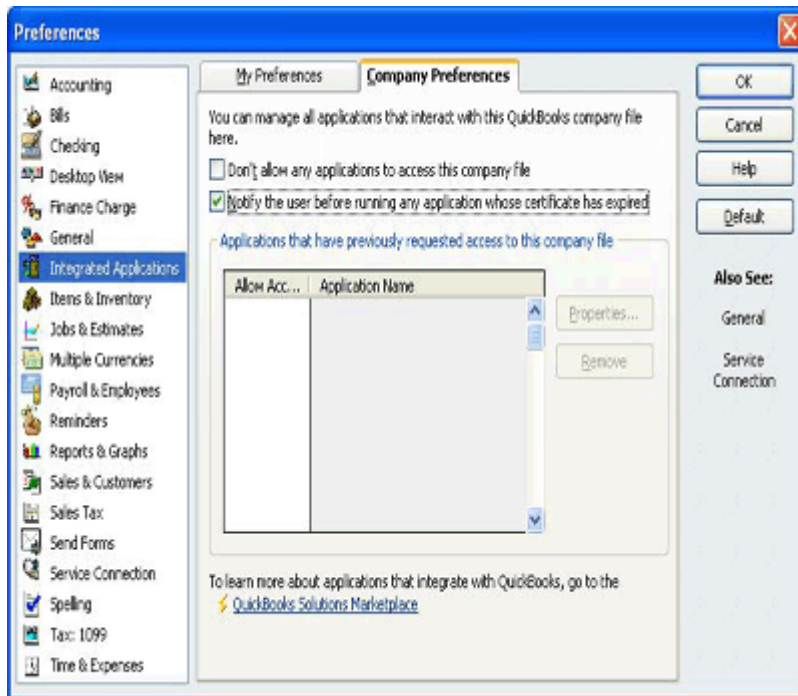 Preferences
Accounting
Bills
Checking
Desktop View
Finance Charge
General
Integrated Applications
Items & Inventory
Jobs & Estimates
Multiple Currencies
Payroll & Employees
Reminders
Reports & Graphs
Sales & Customers
Sales Tax
Send Forms
Service Connection
Spelling
Tax: 1099
Time & Expenses
My Preferences
Company Preferences
You can manage all applications that interact with this QuickBooks company file
here.
Don't allow any applications to access this company file
Notify the user before running any application whose certificate has expired
Applications that have previously requested access to this company file
Allow Acc...
Application Name
Properties...
Remove
To learn more about applications that integrate with QuickBooks, go to the
QuickBooks Solutions Marketplace
OK
Cancel
Help
Default
Also See:
General
Service
Connection